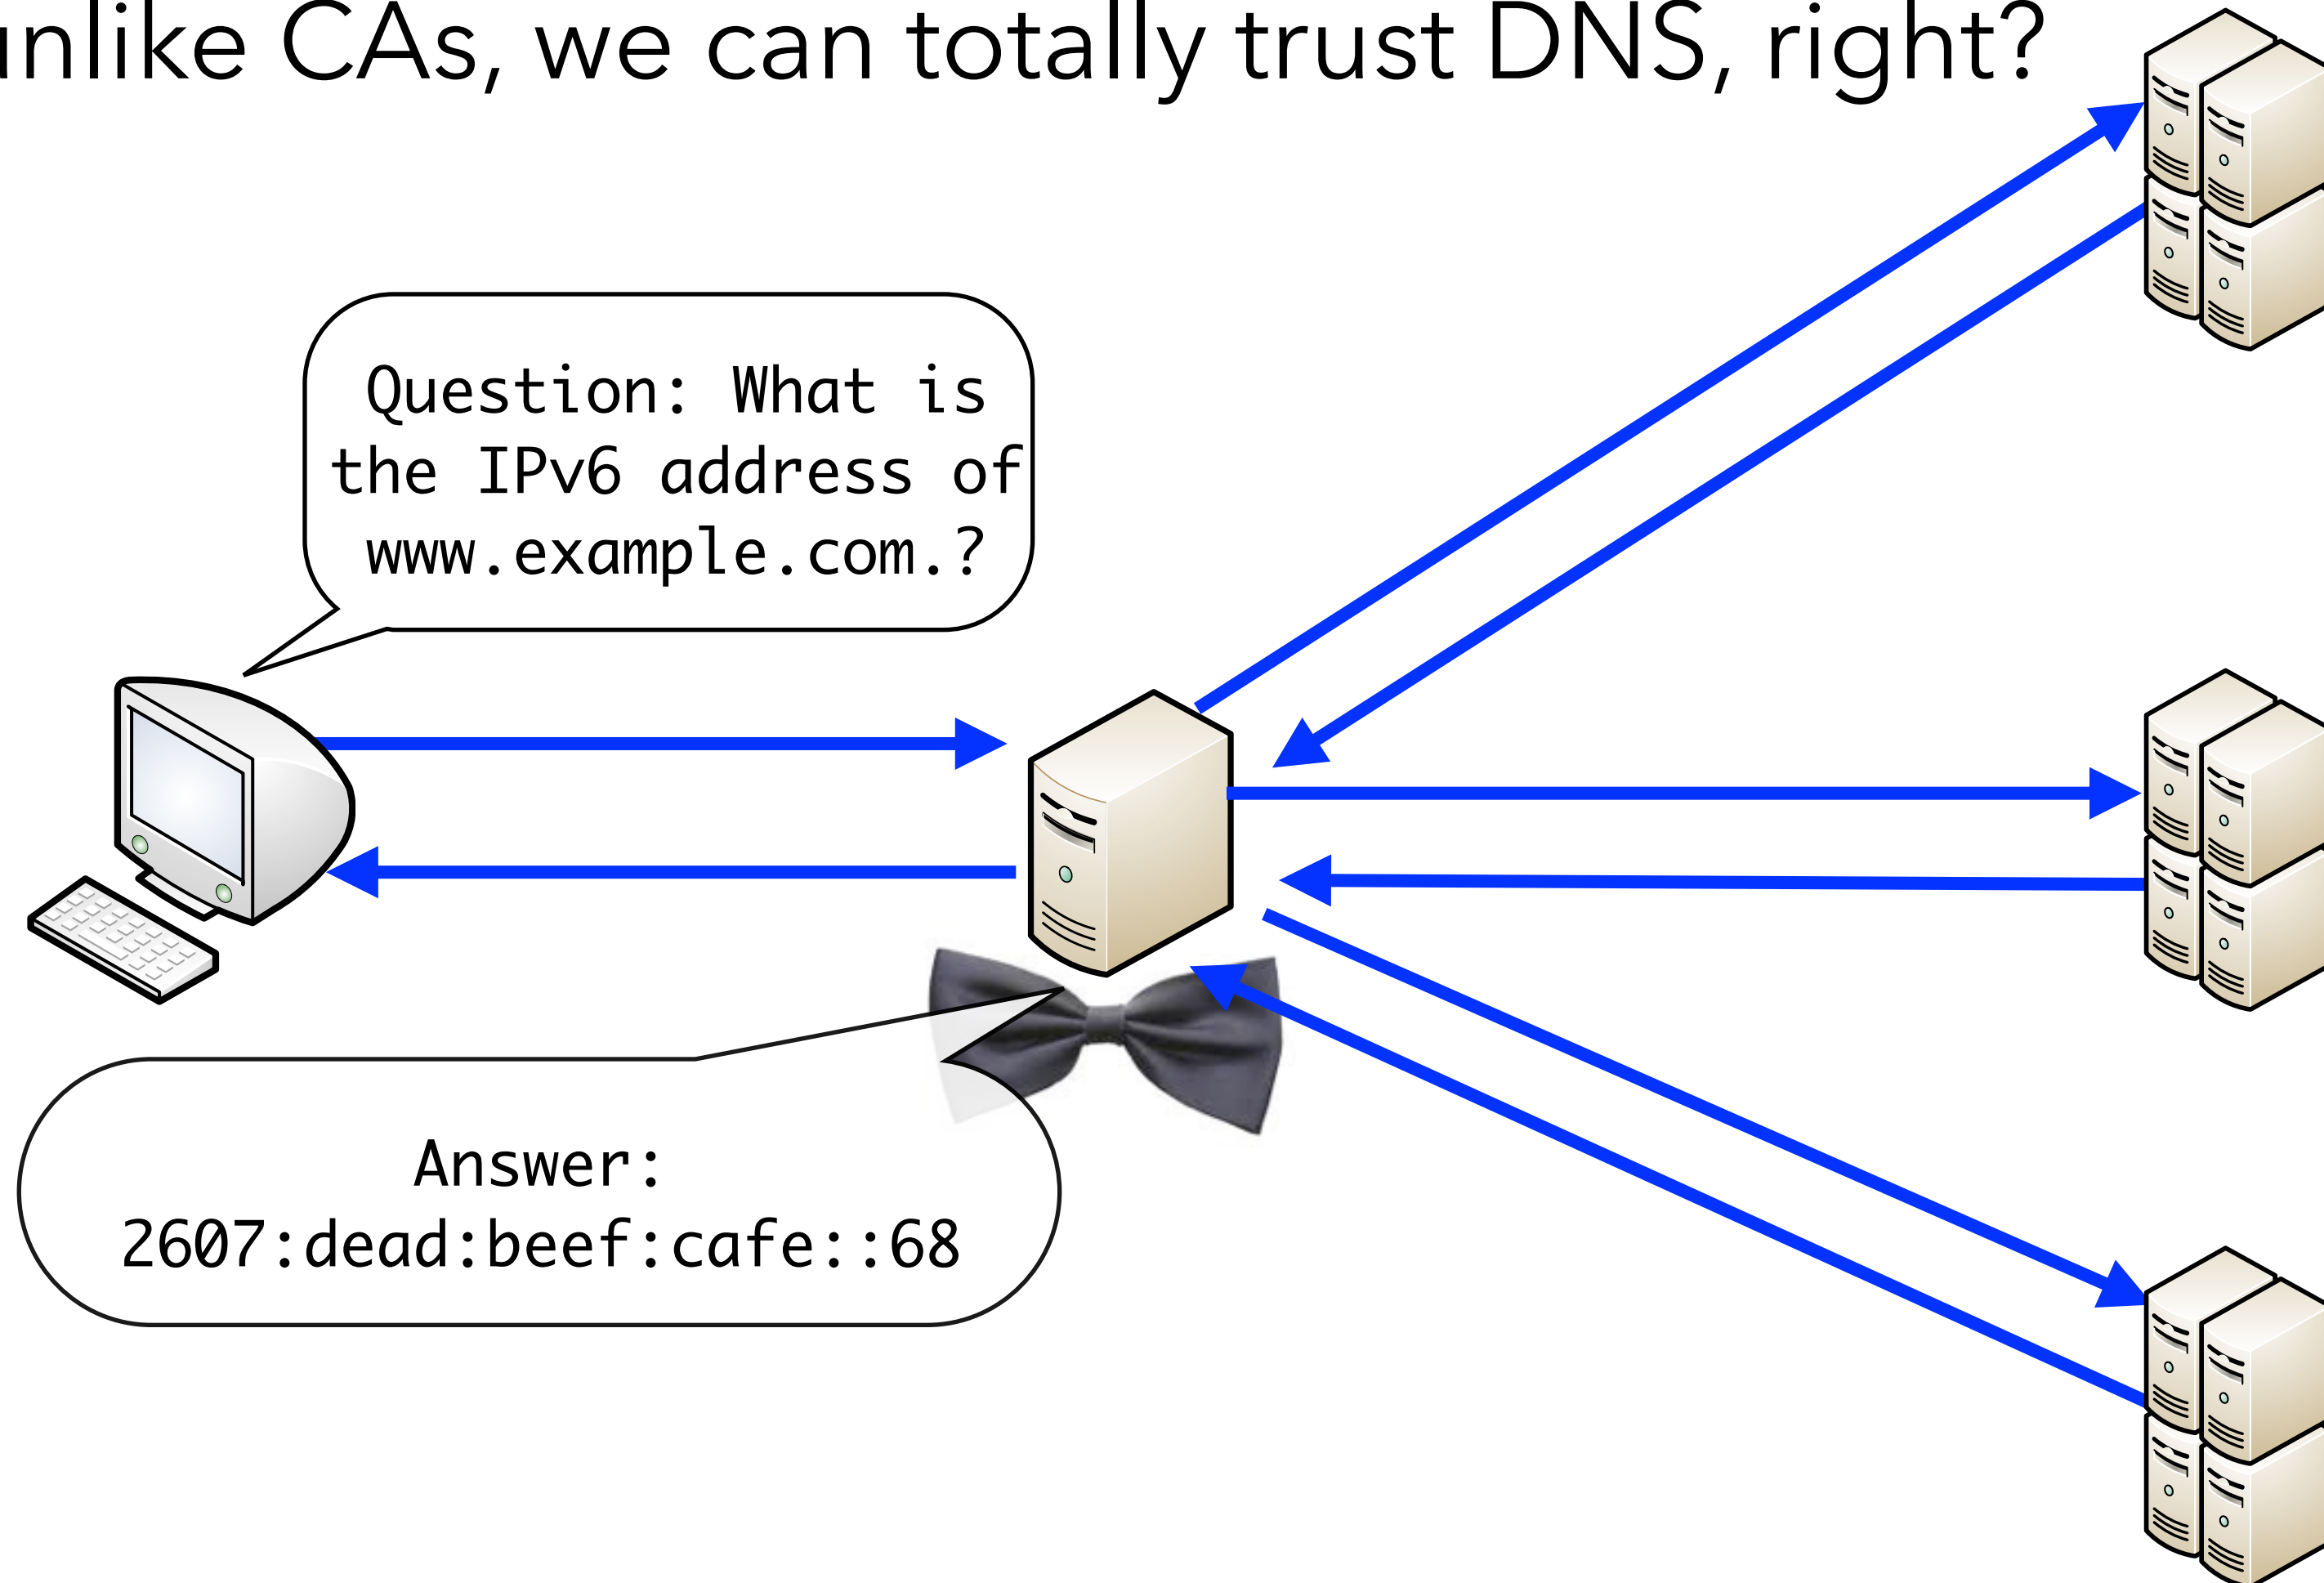 unlike CAs, we can totally trust DNS, right?
Question: What is
the IPv6 address of
www.example.com.?
Answer:
2607:dead:beef:cafe::68